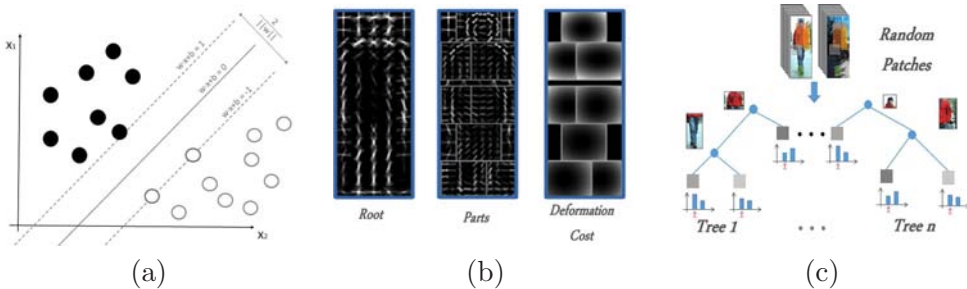 X₁
w·x+b=1
w·x+b=0
w·x+b=-1
2
||w||
X₂
(a)
Root
Parts
Deformation
Cost
(b)
Random
Patches
Tree 1
Tree n
(c)